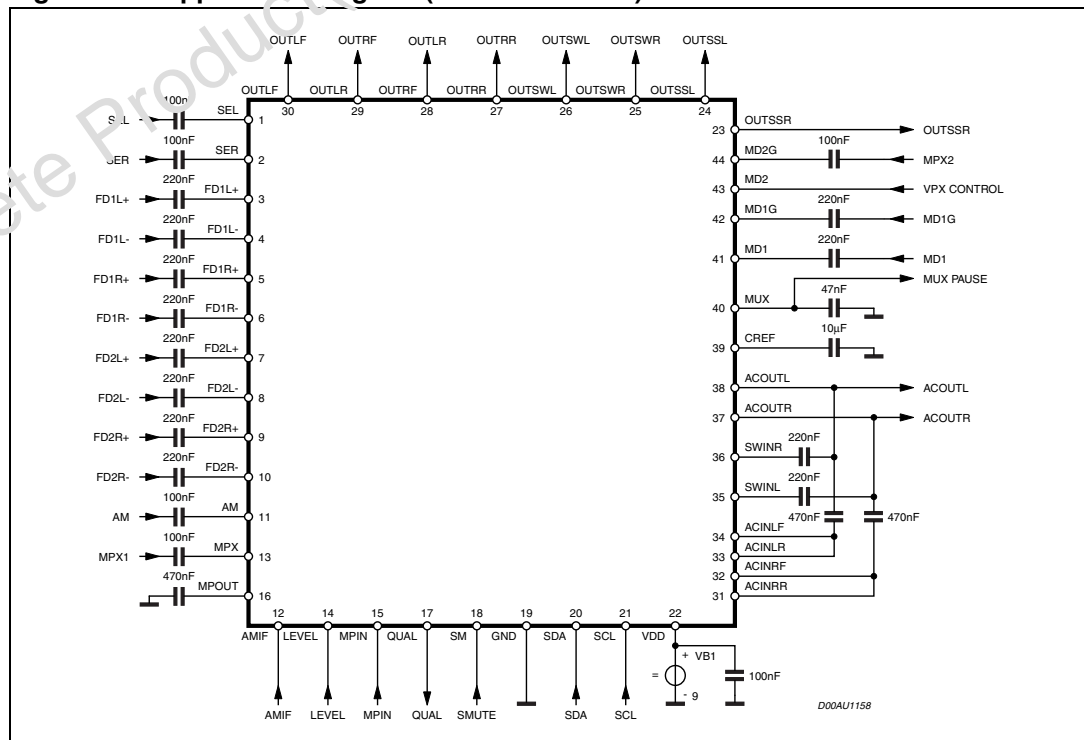 OUTLF OUTRF OUTLR OUTRR OUTSWL OUTSWR OUTSSL
OUTLF OUTLR OUTRF OUTRR OUTSWL OUTSWR OUTSSL
30 29 28 27 26 25 24
SEL 1
23 OUTSSR OUTSSR
100nF SER 2
SER
44 MD2G 100nF MPX2
FD1L+ 220nF FD1L+ 3
43 MD2 VPX CONTROL
FD1L- 220nF FD1L- 4
42 MD1G 220nF MD1G
FD1R+ 220nF FD1R+ 5
41 MD1 220nF MD1
MUX PAUSE
FD1R- 220nF FD1R- 6
40 MUX 47nF
FD2L+ 220nF FD2L+ 7
39 CREF 10µF
FD2L- 220nF FD2L- 8
38 ACOUTL ACOUTL
FD2R+ 220nF FD2R+ 9
37 ACOUTR ACOUTR
FD2R- 220nF FD2R- 10
36 SWINR 220nF
AM 100nF AM 11
35 SWINL 220nF
470nF 470nF
MPX1 100nF MPX 13
34 ACINLF
33 ACINLR
470nF MPOUT 16
32 ACINRF
31 ACINRR
12 14 15 17 18 19 20 21 22
AMIF LEVEL MPIN QUAL SM GND SDA SCL VDD
+ VB1
= - 9
100nF
AMIF LEVEL MPIN QUAL SMUTE SDA SCL
D00AU1158